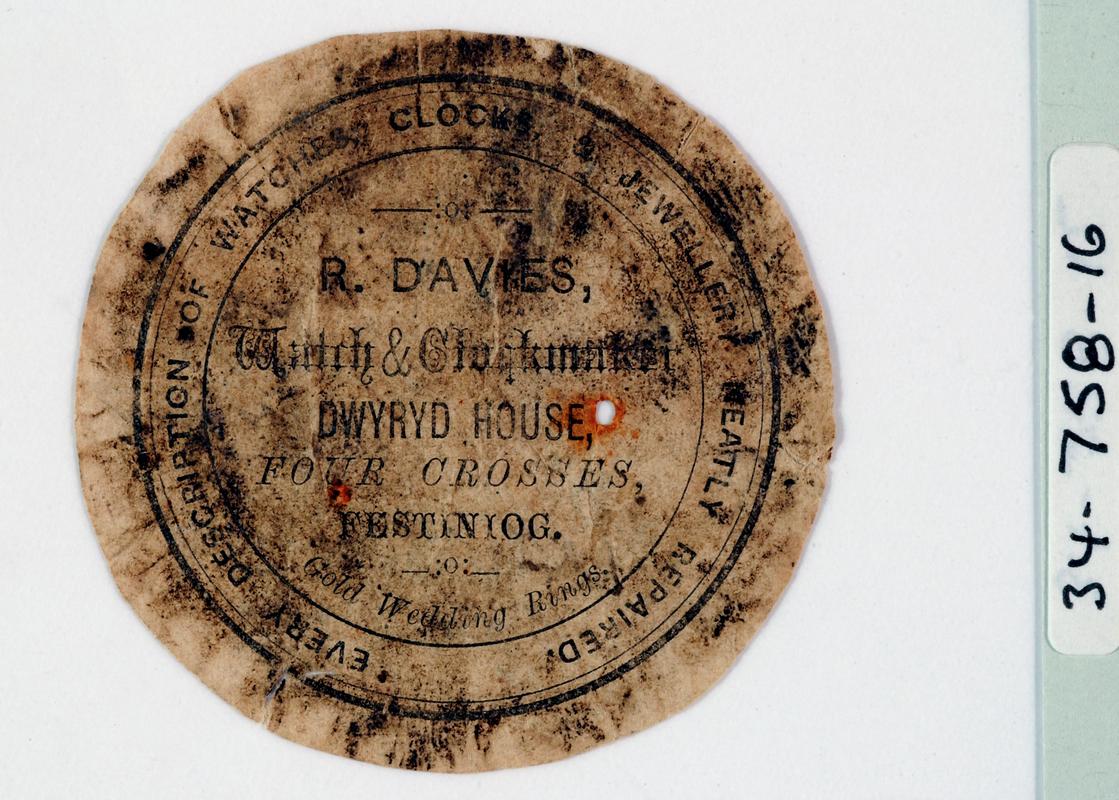 EVERY DESCRIPTION OF WATCHES, CLOCKS, & JEWELLERY NEATLY REPAIRED.
—:o:—
R. DAVIES,
Watch & Clockmaker
DWYRYD HOUSE,
FOUR CROSSES,
FESTINIOG.
—:o:—
Gold Wedding Rings.
34-758-16